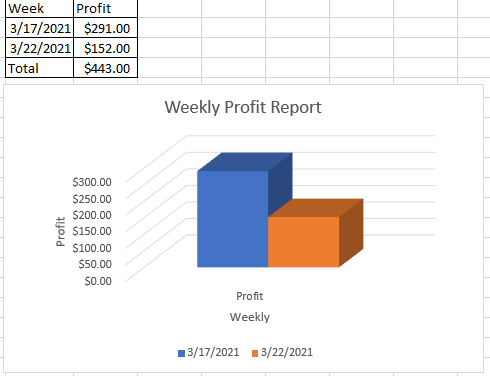 Week Profit
3/17/2021 $291.00
3/22/2021 $152.00
Total $443.00
Weekly Profit Report
$300.00
$250.00
$200.00
$150.00
$100.00
$50.00
$0.00
Profit
Profit
Weekly
3/17/2021 3/22/2021